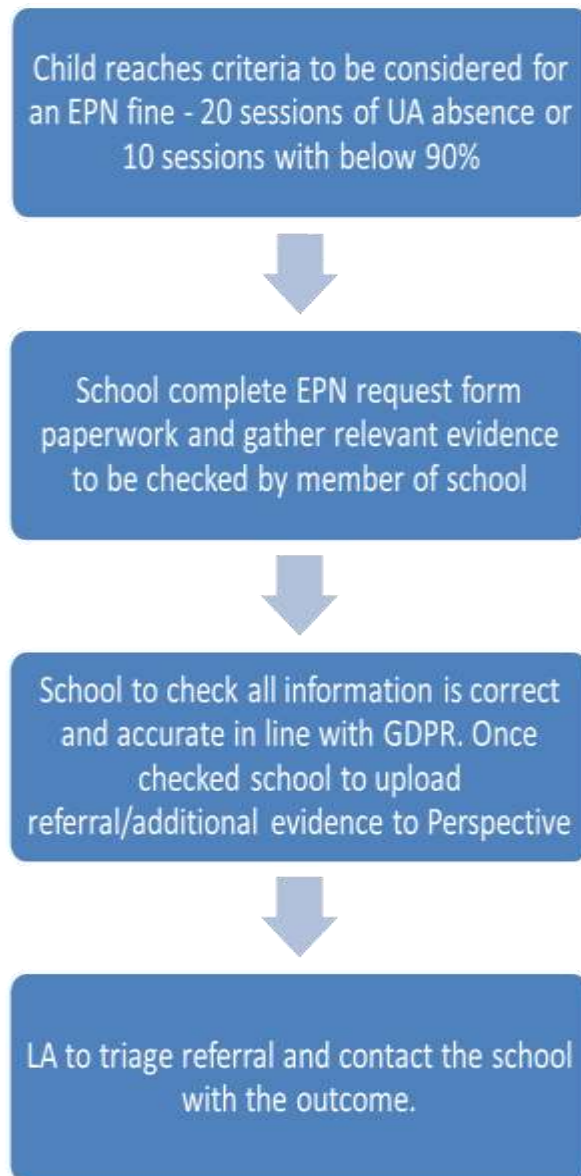 Child reaches criteria to be considered for
an EPN fine - 20 sessions of UA absence or
10 sessions with below 90%
School complete EPN request form
paperwork and gather relevant evidence
to be checked by member of school
School to check all information is correct
and accurate in line with GDPR. Once
checked school to upload
referral/additional evidence to Perspective
LA to triage referral and contact the school
with the outcome.